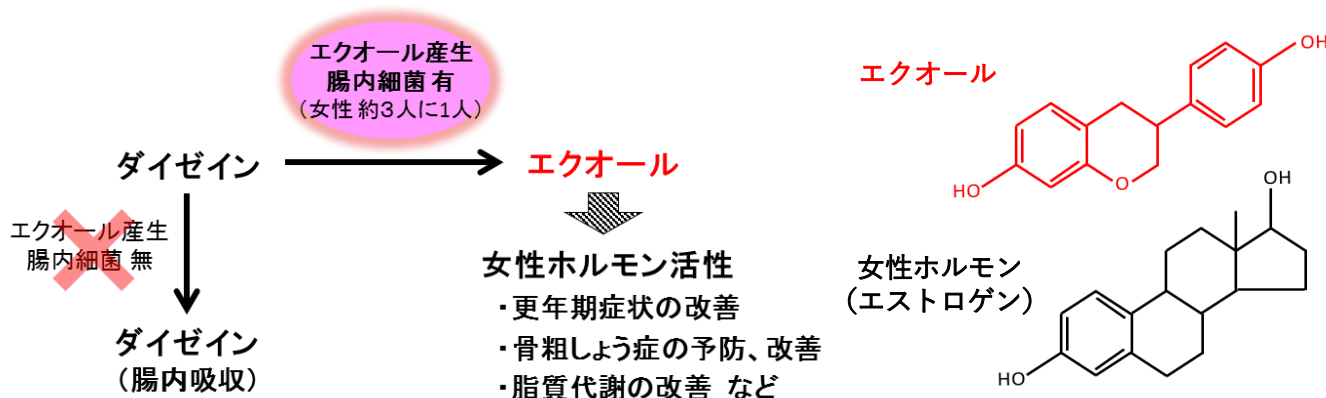 エクオール産生
腸内細菌 有
(女性 約3人に1人)
ダイゼイン
エクオール
エクオール産生
腸内細菌 無
ダイゼイン
(腸内吸収)
女性ホルモン活性
・更年期症状の改善
・骨粗しょう症の予防、改善
・脂質代謝の改善 など
エクオール
OH
HO
O
女性ホルモン
(エストロゲン)
OH
HO